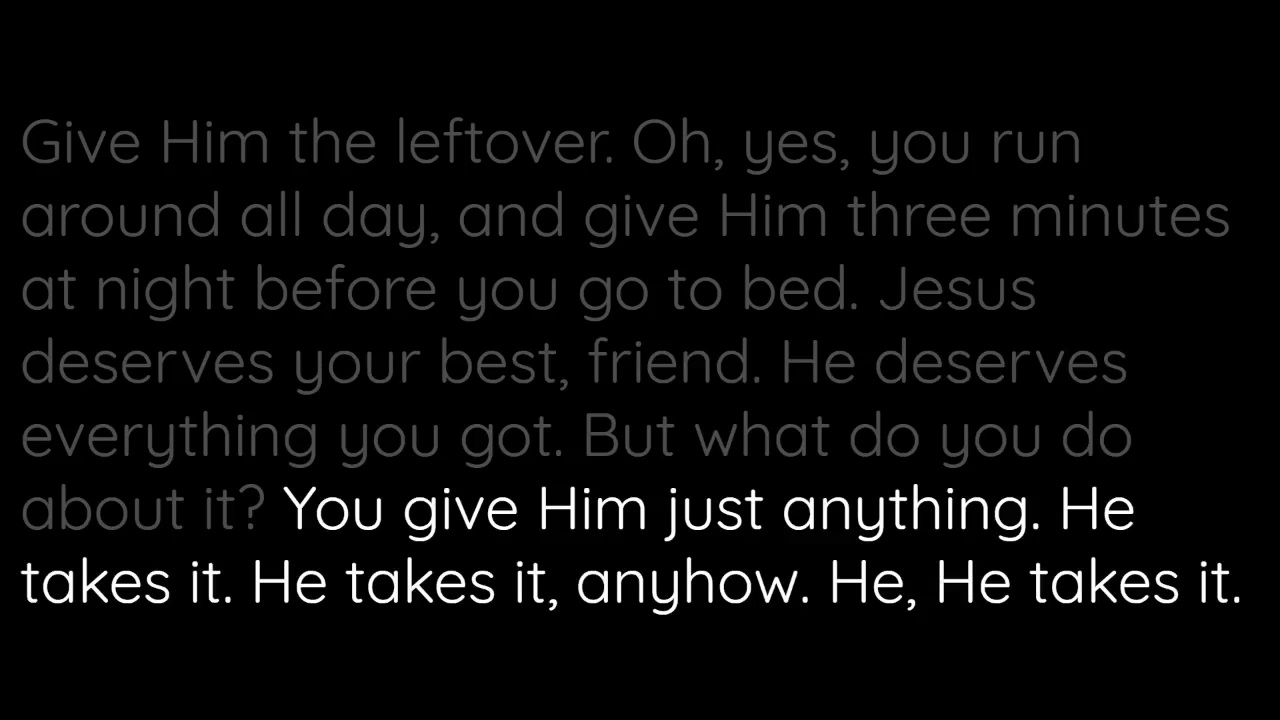 Give Him the leftover. Oh, yes, you run
around all day, and give Him three minutes
at night before you go to bed. Jesus
deserves your best, friend. He deserves
everything you got. But what do you do
about it? You give Him just anything. He
takes it. He takes it, anyhow. He, He takes it.